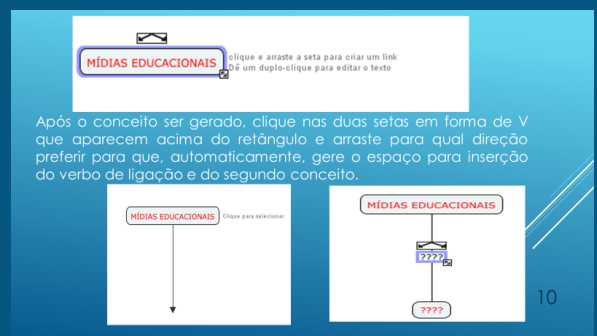 MÍDIAS EDUCACIONAIS
clique e arraste a seta para criar um link
Dê um duplo-clique para editar o texto
Após o conceito ser gerado, clique nas duas setas em forma de V
que aparecem acima do retângulo e arraste para qual direção
preferir para que, automaticamente, gere o espaço para inserção
do verbo de ligação e do segundo conceito.
MÍDIAS EDUCACIONAIS
Clique para selecionar
MÍDIAS EDUCACIONAIS
????
????
10